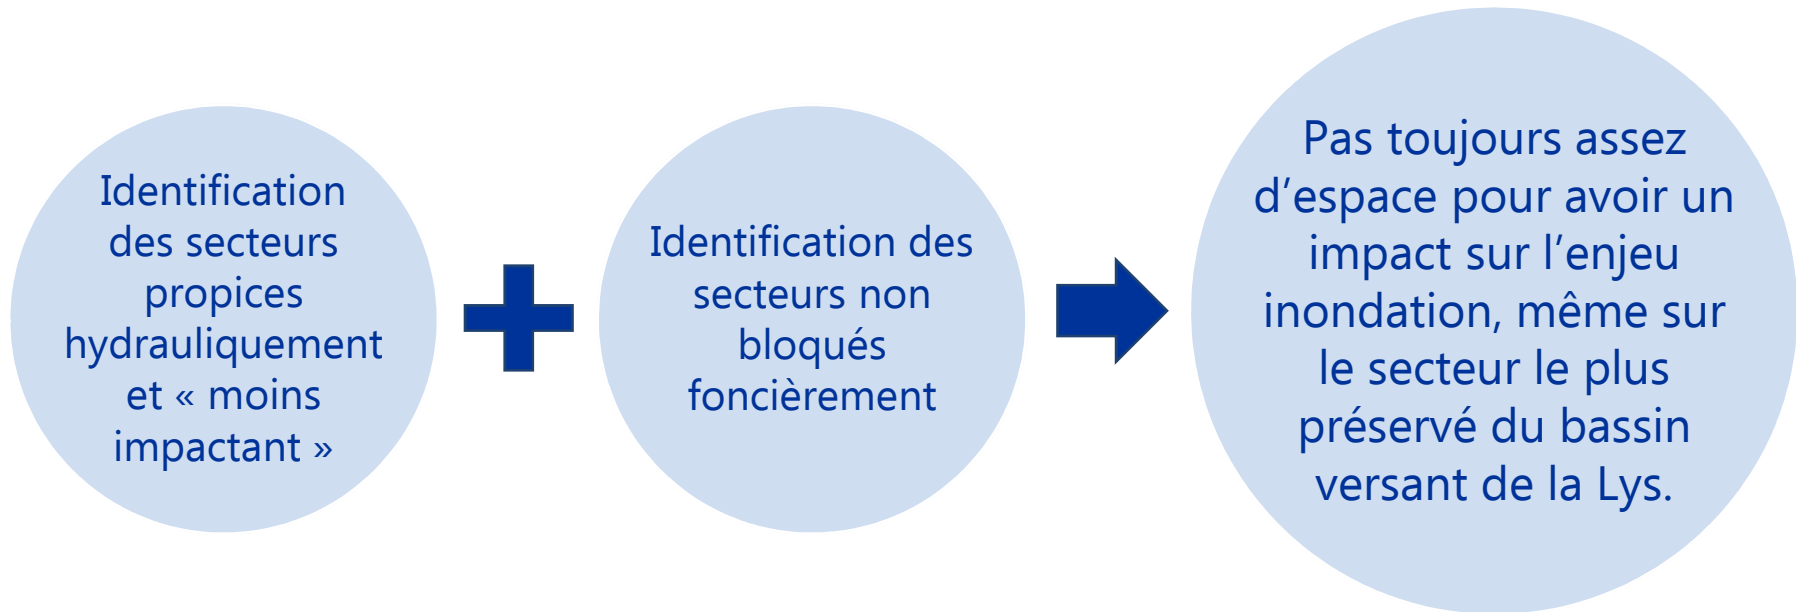 Identification
des secteurs
propices
hydrauliquement
et « moins
impactant »
Identification des
secteurs non
bloqués
foncièrement
Pas toujours assez
d’espace pour avoir un
impact sur l’enjeu
inondation, même sur
le secteur le plus
préservé du bassin
versant de la Lys.